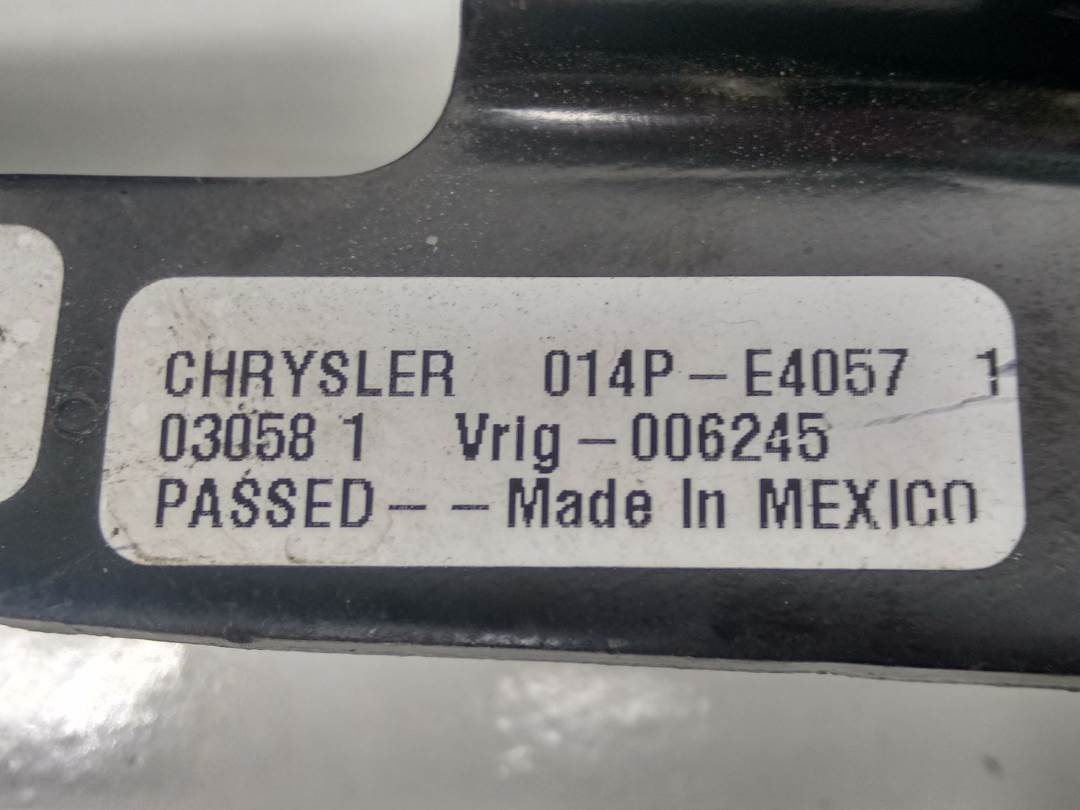 CHRYSLER 014P-E4057 1
03058 1 Vrig-006245
PASSED--Made In MEXICO